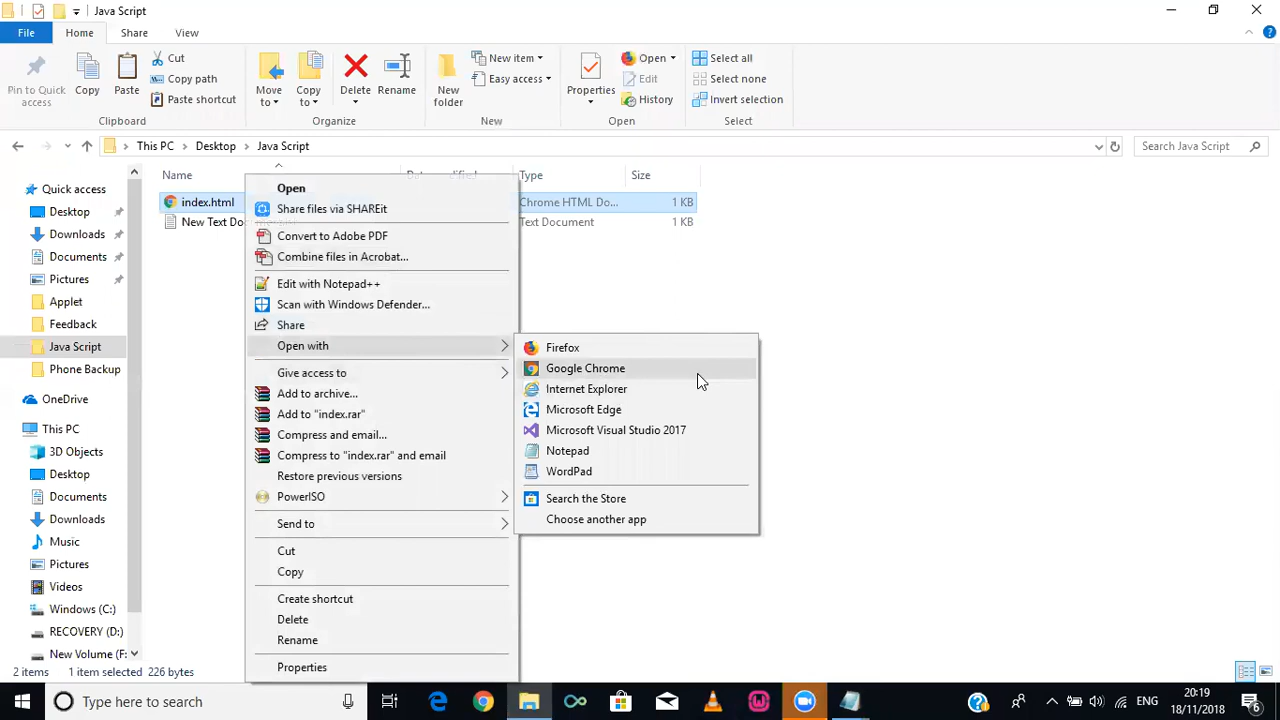 Java Script
File
Home
Share
View
Pin to Quick access
Copy
Paste
Cut
Copy path
Paste shortcut
Clipboard
Move to
Copy to
Delete
Rename
Organize
New folder
New item
Easy access
New
Properties
Open
Edit
History
Open
Select all
Select none
Invert selection
Select
This PC
Desktop
Java Script
Search Java Script
Name
Type
Size
index.html
Chrome HTML Do...
1 KB
New Text Do
Text Document
1 KB
Quick access
Desktop
Downloads
Documents
Pictures
Applet
Feedback
Java Script
Phone Backup
OneDrive
This PC
3D Objects
Desktop
Documents
Downloads
Music
Pictures
Videos
Windows (C:)
RECOVERY (D:)
New Volume (F:
Open
Share files via SHAREit
Convert to Adobe PDF
Combine files in Acrobat...
Edit with Notepad++
Scan with Windows Defender...
Share
Open with
Give access to
Add to archive...
Add to "index.rar"
Compress and email...
Compress to "index.rar" and email
Restore previous versions
PowerISO
Send to
Cut
Copy
Create shortcut
Delete
Rename
Properties
Firefox
Google Chrome
Internet Explorer
Microsoft Edge
Microsoft Visual Studio 2017
Notepad
WordPad
Search the Store
Choose another app
2 items
1 item selected
226 bytes
Type here to search
ENG
20:19
18/11/2018
6